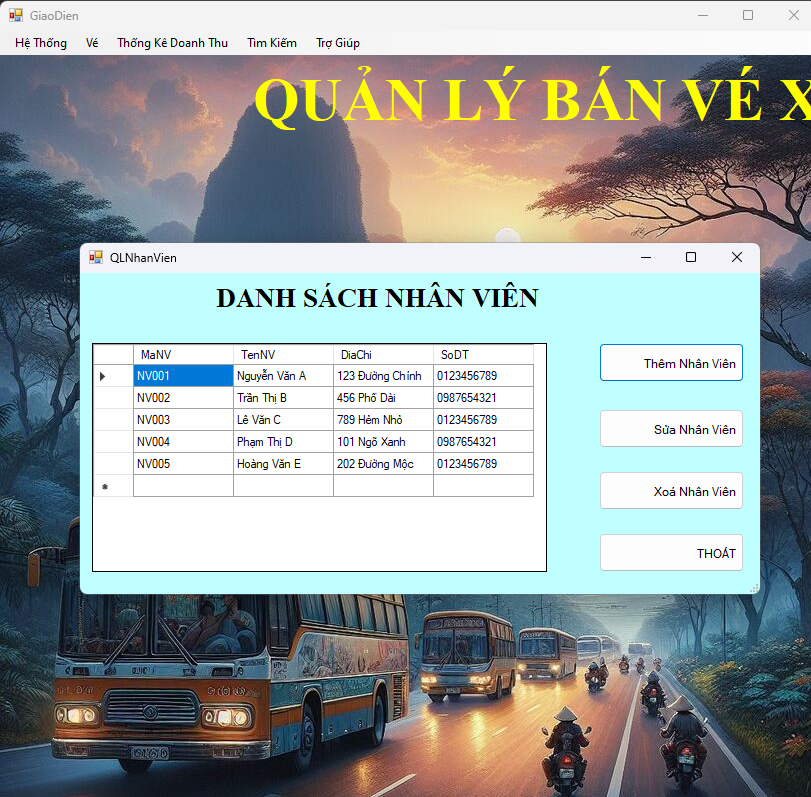 GiaoDien
Hệ Thống Vé Thống Kê Doanh Thu Tìm Kiếm Trợ Giúp
QUẢN LÝ BÁN VÉ X
QLNhanVien
DANH SÁCH NHÂN VIÊN
MaNV TenNV DiaChi SoDT
NV001 Nguyễn Văn A 123 Đường Chính 0123456789
NV002 Trần Thị B 456 Phố Dài 0987654321
NV003 Lê Văn C 789 Hẻm Nhỏ 0123456789
NV004 Phạm Thị D 101 Ngõ Xanh 0987654321
NV005 Hoàng Văn E 202 Đường Mộc 0123456789
Thêm Nhân Viên
Sửa Nhân Viên
Xoá Nhân Viên
THOÁT